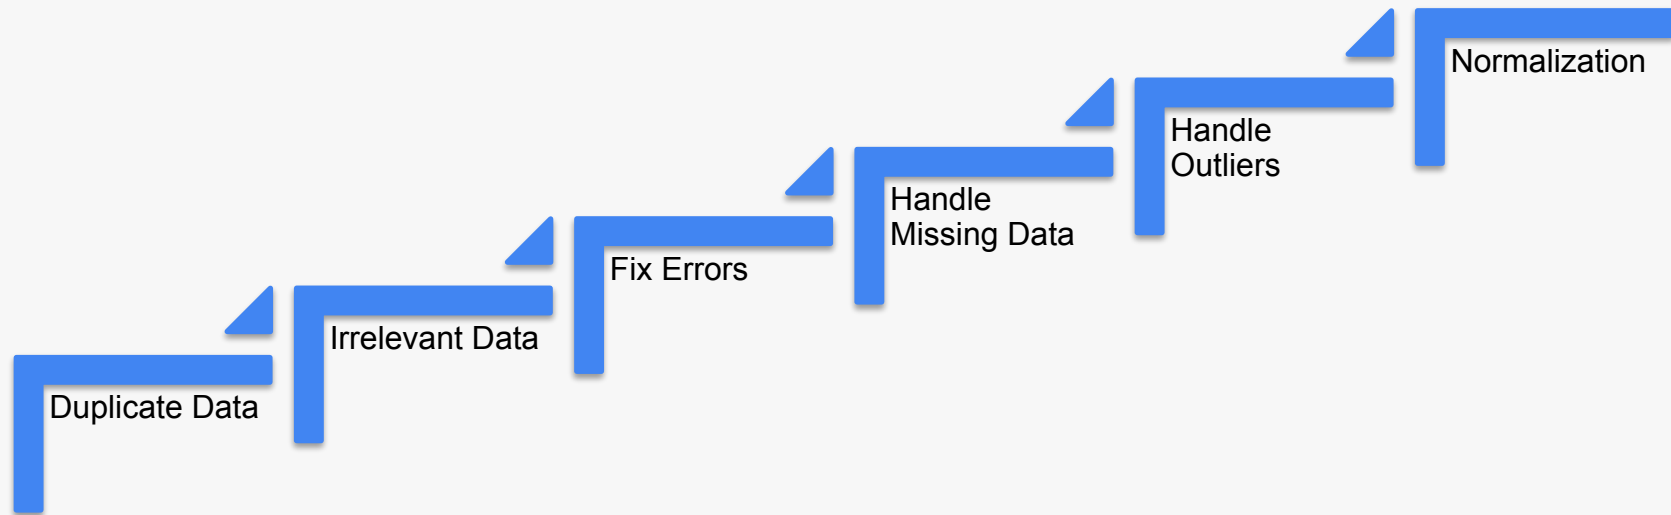 Duplicate Data
Irrelevant Data
Fix Errors
Handle
Missing Data
Handle
Outliers
Normalization